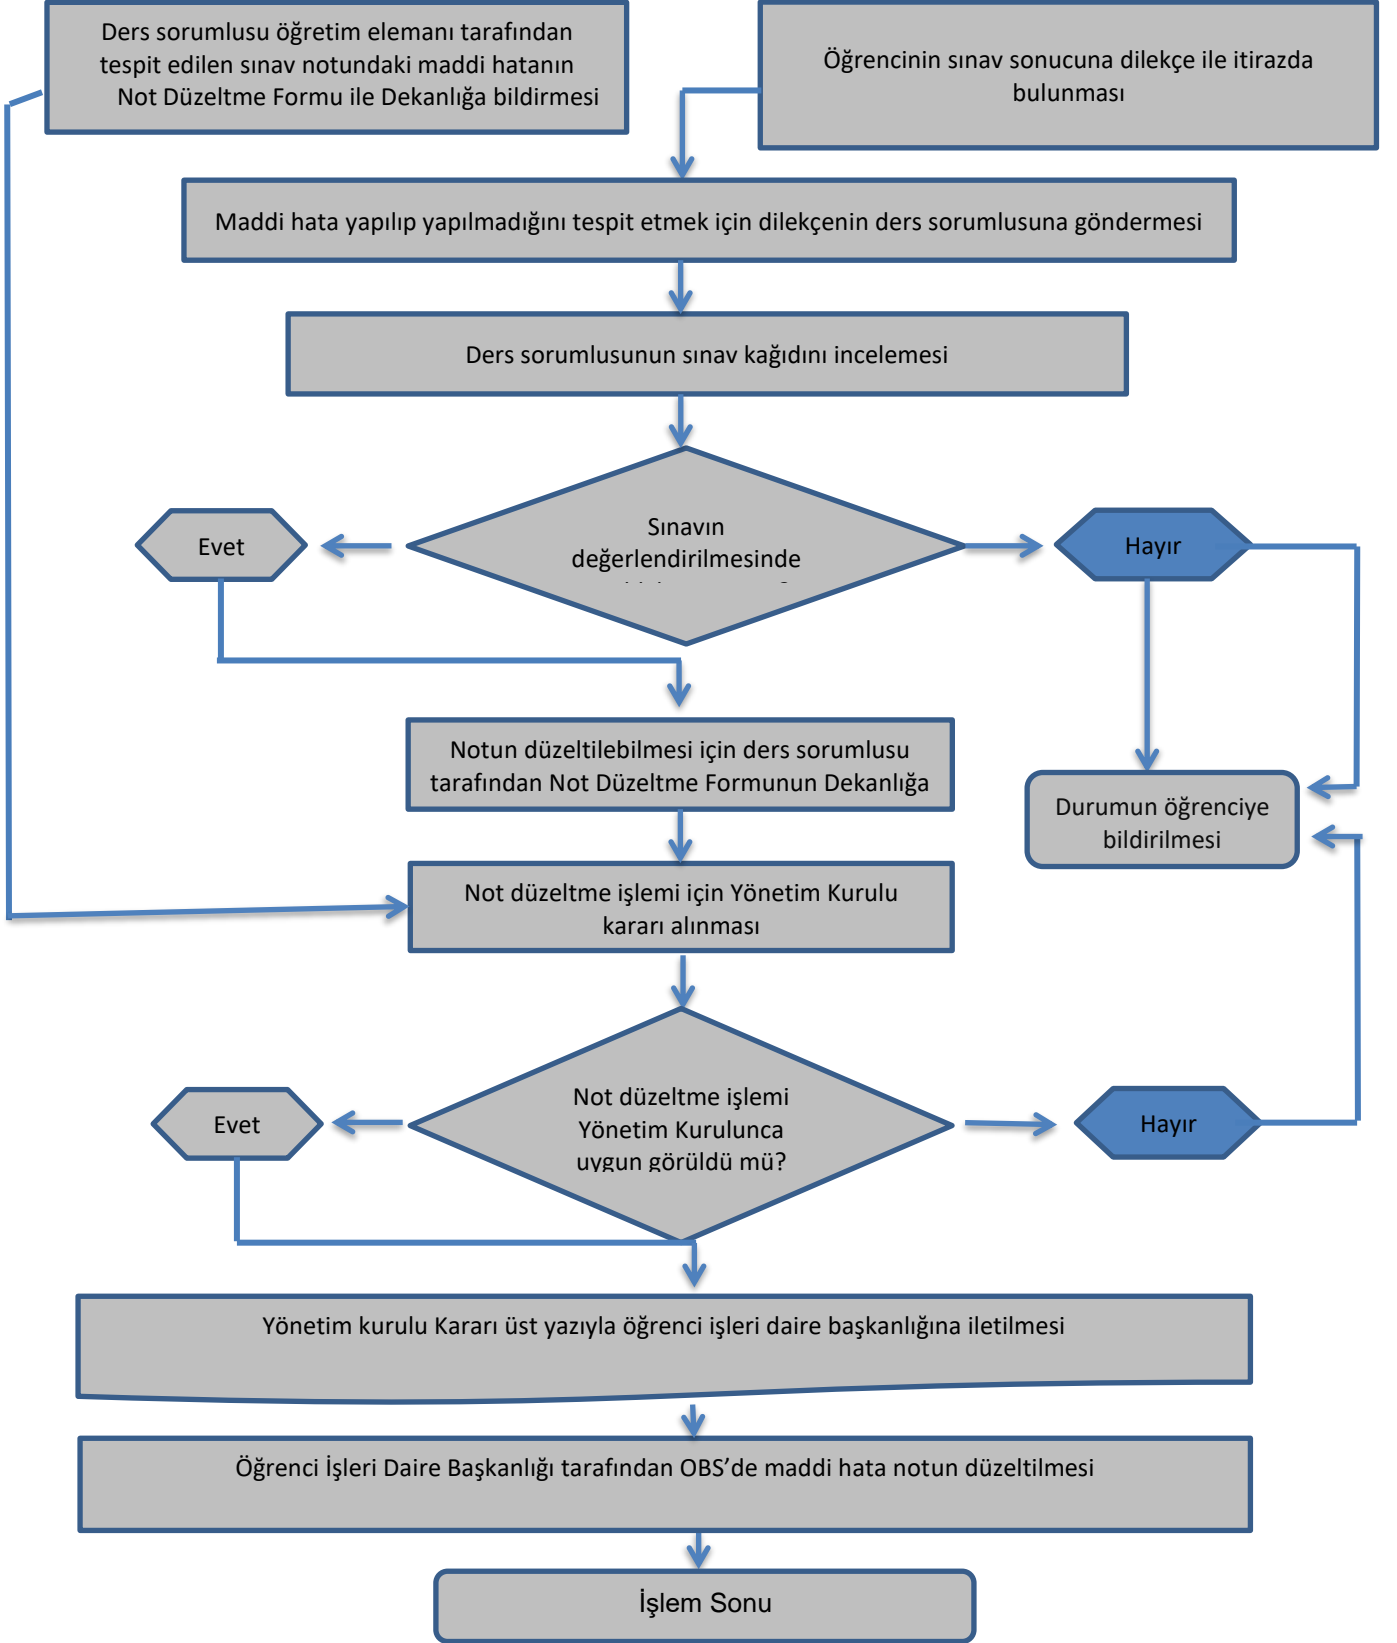 Ders sorumlusu öğretim elemanı tarafından
tespit edilen sınav notundaki maddi hatanın
Not Düzeltme Formu ile Dekanlığa bildirmesi
Öğrencinin sınav sonucuna dilekçe ile itirazda
bulunması
Maddi hata yapılıp yapılmadığını tespit etmek için dilekçenin ders sorumlusuna göndermesi
Ders sorumlusunun sınav kağıdını incelemesi
Sınavın
değerlendirilmesinde
Evet
Hayır
Notun düzeltilebilmesi için ders sorumlusu
tarafından Not Düzeltme Formunun Dekanlığa
Durumun öğrenciye
bildirilmesi
Not düzeltme işlemi için Yönetim Kurulu
kararı alınması
Not düzeltme işlemi
Yönetim Kurulunca
uygun görüldü mü?
Evet
Hayır
Yönetim kurulu Kararı üst yazıyla öğrenci işleri daire başkanlığına iletilmesi
Öğrenci İşleri Daire Başkanlığı tarafından OBS’de maddi hata notun düzeltilmesi
İşlem Sonu